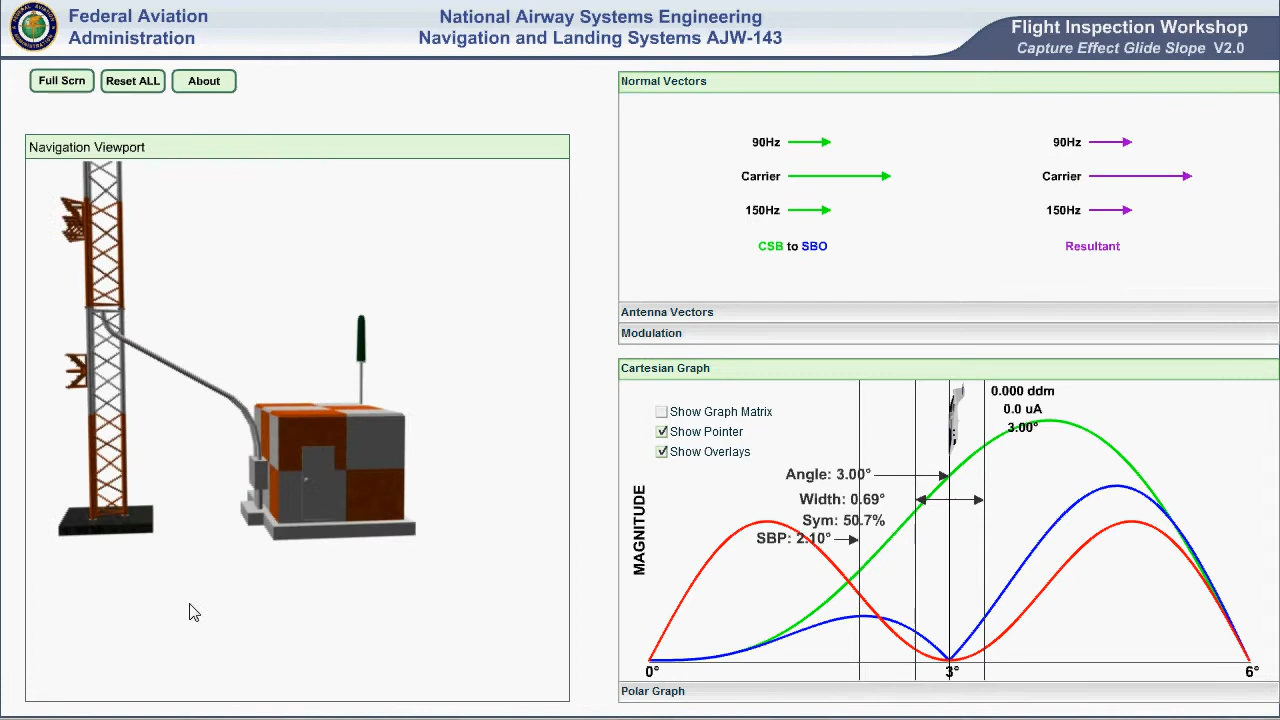 Federal Aviation
Administration
National Airway Systems Engineering
Navigation and Landing Systems AJW-143
Flight Inspection Workshop
Capture Effect Glide Slope V2.0
Full Scrn
Reset ALL
About
Navigation Viewport
Normal Vectors
90Hz
Carrier
150Hz
CSB to SBO
90Hz
Carrier
150Hz
Resultant
Antenna Vectors
Modulation
Cartesian Graph
Show Graph Matrix
Show Pointer
Show Overlays
0.000 ddm
0.0 uA
3.00°
Angle: 3.00°
Width: 0.69°
Sym: 50.7%
SBP: 2.10°
MAGNITUDE
0°
3°
6°
Polar Graph